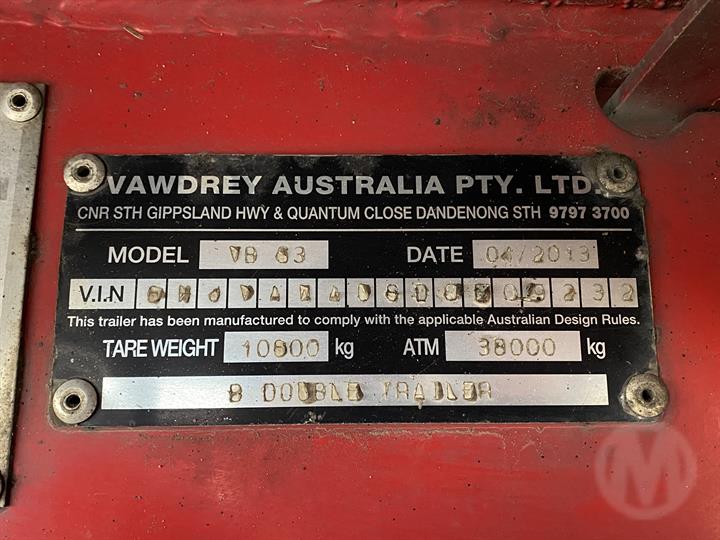 VAWDREY AUSTRALIA PTY. LTD.
CNR STH GIPPSLAND HWY & QUANTUM CLOSE DANDENONG STH 9797 3700
MODEL VB DATE 04/2013
V.I.N
This trailer has been manufactured to comply with the applicable Australian Design Rules.
TARE WEIGHT kg ATM 38000 kg
B DOUBLE TRAILER
M